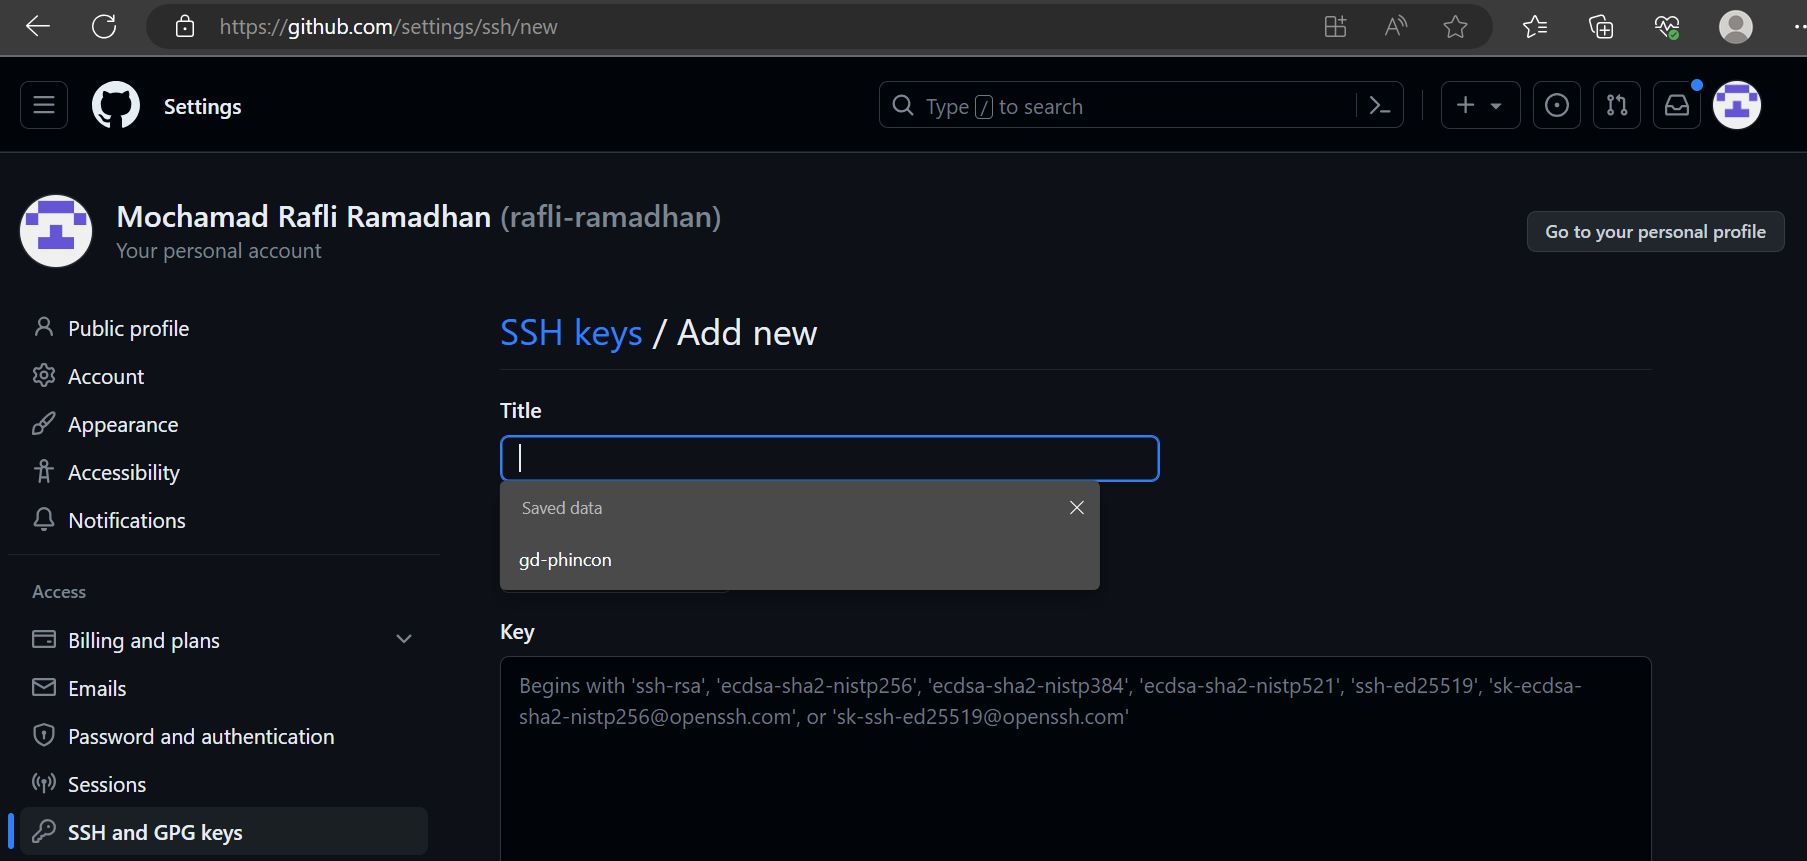 https://github.com/settings/ssh/new
Settings
Type / to search
Mochamad Rafli Ramadhan (rafli-ramadhan)
Your personal account
Go to your personal profile
Public profile
Account
Appearance
Accessibility
Notifications
Access
Billing and plans
Emails
Password and authentication
Sessions
SSH and GPG keys
SSH keys / Add new
Title
Saved data
gd-phincon
Key
Begins with 'ssh-rsa', 'ecdsa-sha2-nistp256', 'ecdsa-sha2-nistp384', 'ecdsa-sha2-nistp521', 'ssh-ed25519', 'sk-ecdsa-
sha2-nistp256@openssh.com', or 'sk-ssh-ed25519@openssh.com'